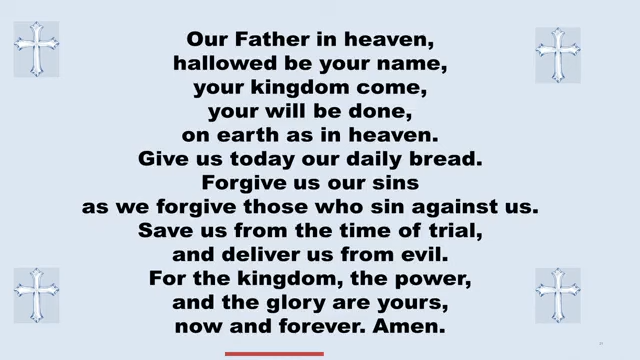 Our Father in heaven,
hallowed be your name,
your kingdom come,
your will be done,
on earth as in heaven.
Give us today our daily bread.
Forgive us our sins
as we forgive those who sin against us.
Save us from the time of trial,
and deliver us from evil.
For the kingdom, the power,
and the glory are yours,
now and forever. Amen.